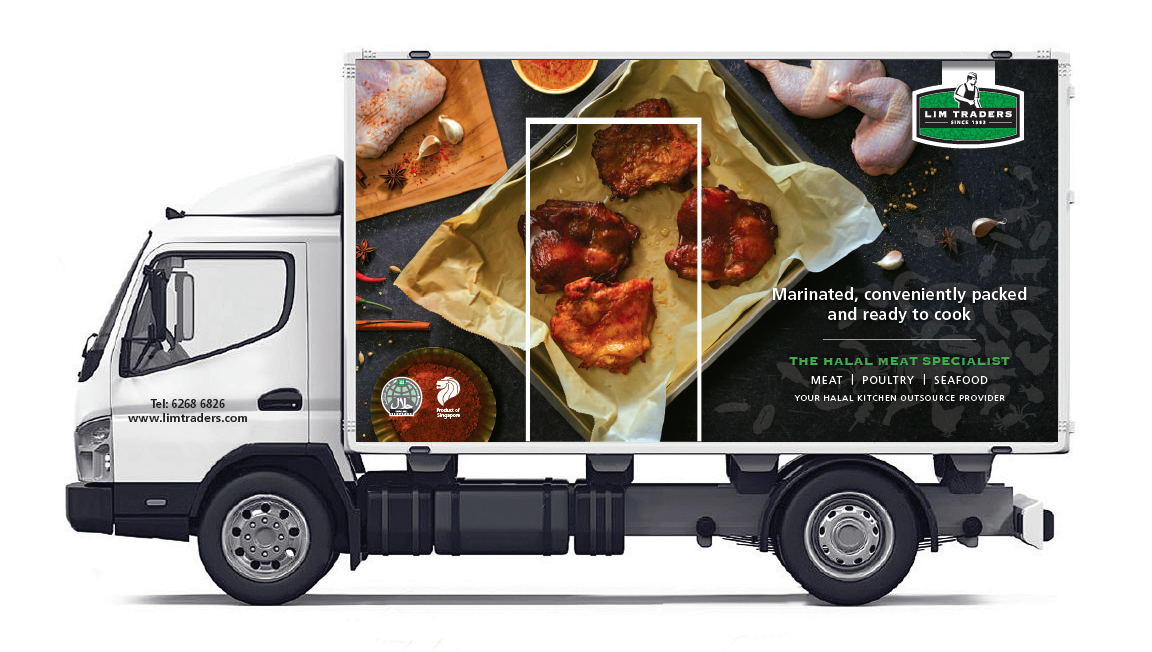 LIM TRADERS
SINCE 1993
Marinated, conveniently packed
and ready to cook
THE HALAL MEAT SPECIALIST
MEAT | POULTRY | SEAFOOD
YOUR HALAL KITCHEN OUTSOURCE PROVIDER
Product of
Singapore
Tel: 6268 6826
www.limtraders.com